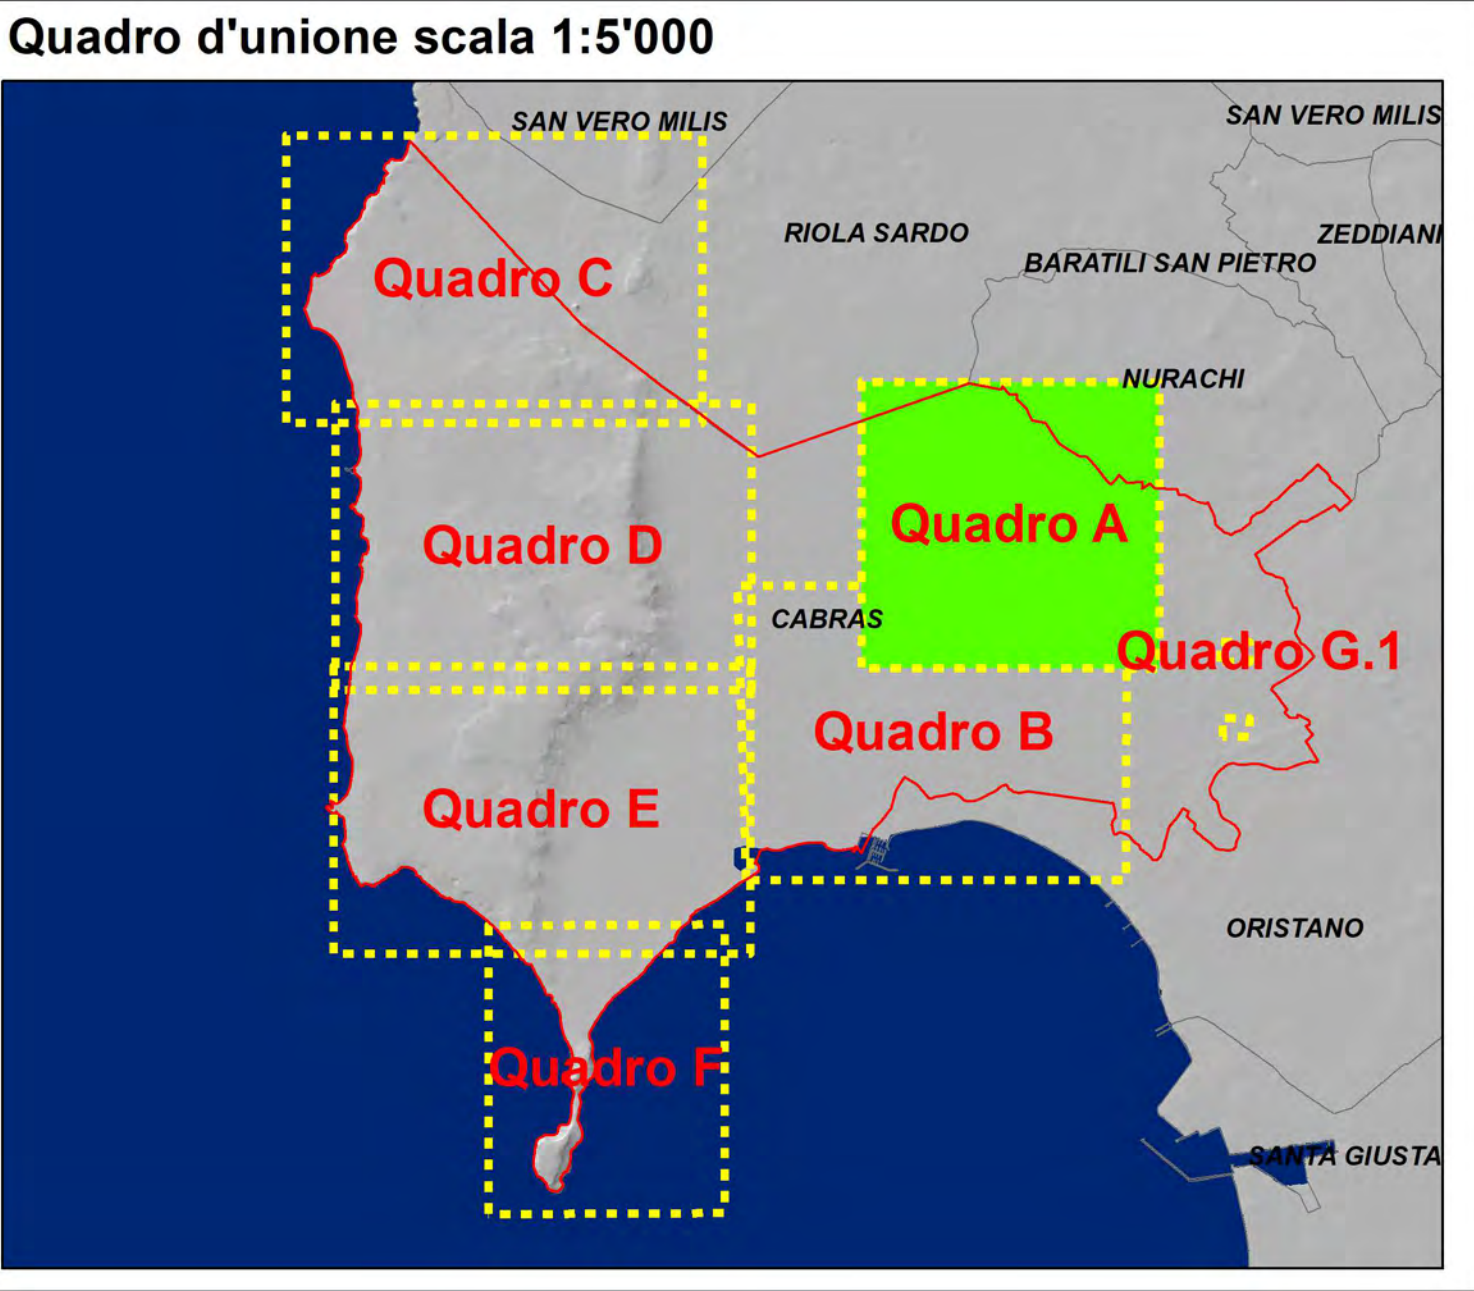 Quadro d'unione scala 1:5'000
SAN VERO MILIS
SAN VERO MILIS
RIOLA SARDO
ZEDDIANI
BARATILI SAN PIETRO
Quadro C
NURACHI
Quadro A
Quadro D
CABRAS
Quadro G.1
Quadro B
Quadro E
ORISTANO
Quadro F
SANTA GIUSTA